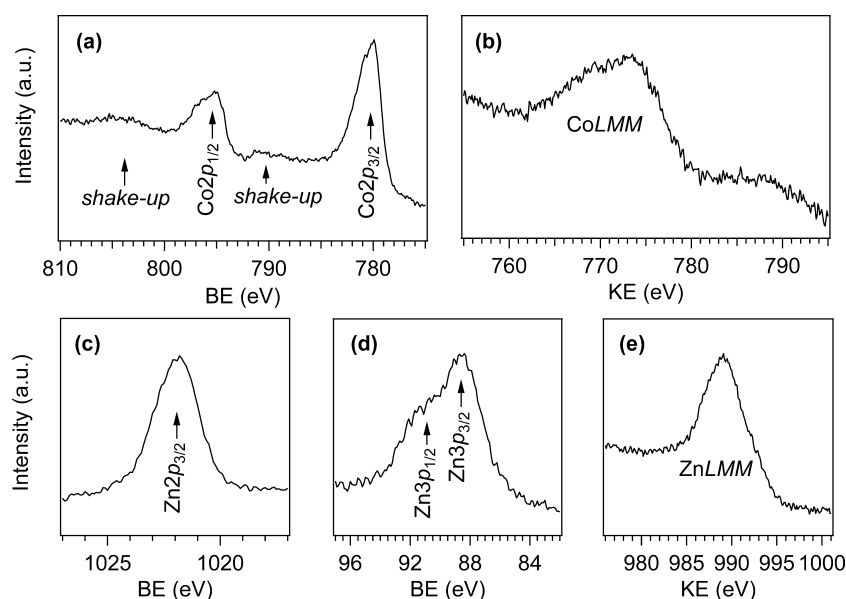 (a)
Intensity (a.u.)
shake-up
Co2p1/2
shake-up
Co2p3/2
810 800 790 780
BE (eV)
(b)
CoLMM
760 770 780 790
KE (eV)
(c)
Intensity (a.u.)
Zn2p3/2
1025 1020
BE (eV)
(d)
Zn3p1/2
Zn3p3/2
96 92 88 84
BE (eV)
(e)
ZnLMM
980 985 990 995 1000
KE (eV)